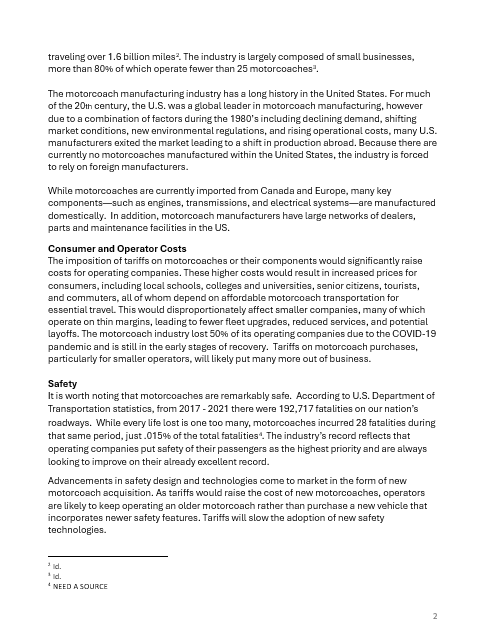 traveling over 1.6 billion miles². The industry is largely composed of small businesses,
more than 80% of which operate fewer than 25 motorcoaches³.
The motorcoach manufacturing industry has a long history in the United States. For much
of the 20th century, the U.S. was a global leader in motorcoach manufacturing, however
due to a combination of factors during the 1980's including declining demand, shifting
market conditions, new environmental regulations, and rising operational costs, many U.S.
manufacturers exited the market leading to a shift in production abroad. Because there are
currently no motorcoaches manufactured within the United States, the industry is forced
to rely on foreign manufacturers.
While motorcoaches are currently imported from Canada and Europe, many key
components—such as engines, transmissions, and electrical systems—are manufactured
domestically. In addition, motorcoach manufacturers have large networks of dealers,
parts and maintenance facilities in the US.
Consumer and Operator Costs
The imposition of tariffs on motorcoaches or their components would significantly raise
costs for operating companies. These higher costs would result in increased prices for
consumers, including local schools, colleges and universities, senior citizens, tourists,
and commuters, all of whom depend on affordable motorcoach transportation for
essential travel. This would disproportionately affect smaller companies, many of which
operate on thin margins, leading to fewer fleet upgrades, reduced services, and potential
layoffs. The motorcoach industry lost 50% of its operating companies due to the COVID-19
pandemic and is still in the early stages of recovery. Tariffs on motorcoach purchases,
particularly for smaller operators, will likely put many more out of business.
Safety
It is worth noting that motorcoaches are remarkably safe. According to U.S. Department of
Transportation statistics, from 2017 - 2021 there were 192,717 fatalities on our nation's
roadways. While every life lost is one too many, motorcoaches incurred 28 fatalities during
that same period, just .015% of the total fatalities⁴. The industry's record reflects that
operating companies put safety of their passengers as the highest priority and are always
looking to improve on their already excellent record.
Advancements in safety design and technologies come to market in the form of new
motorcoach acquisition. As tariffs would raise the cost of new motorcoaches, operators
are likely to keep operating an older motorcoach rather than purchase a new vehicle that
incorporates newer safety features. Tariffs will slow the adoption of new safety
technologies.
² Id.
³ Id.
⁴ NEED A SOURCE
2